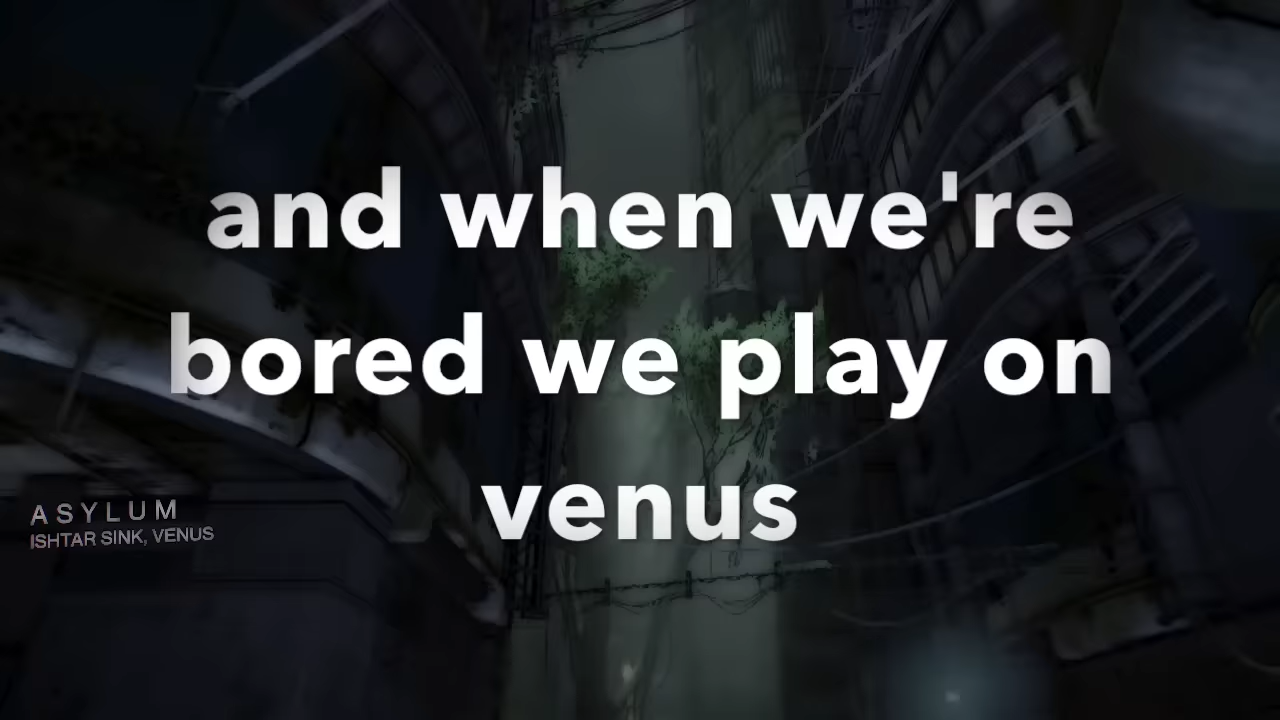 and when we're
bored we play on
venus
ASYLUM
ISHTAR SINK, VENUS